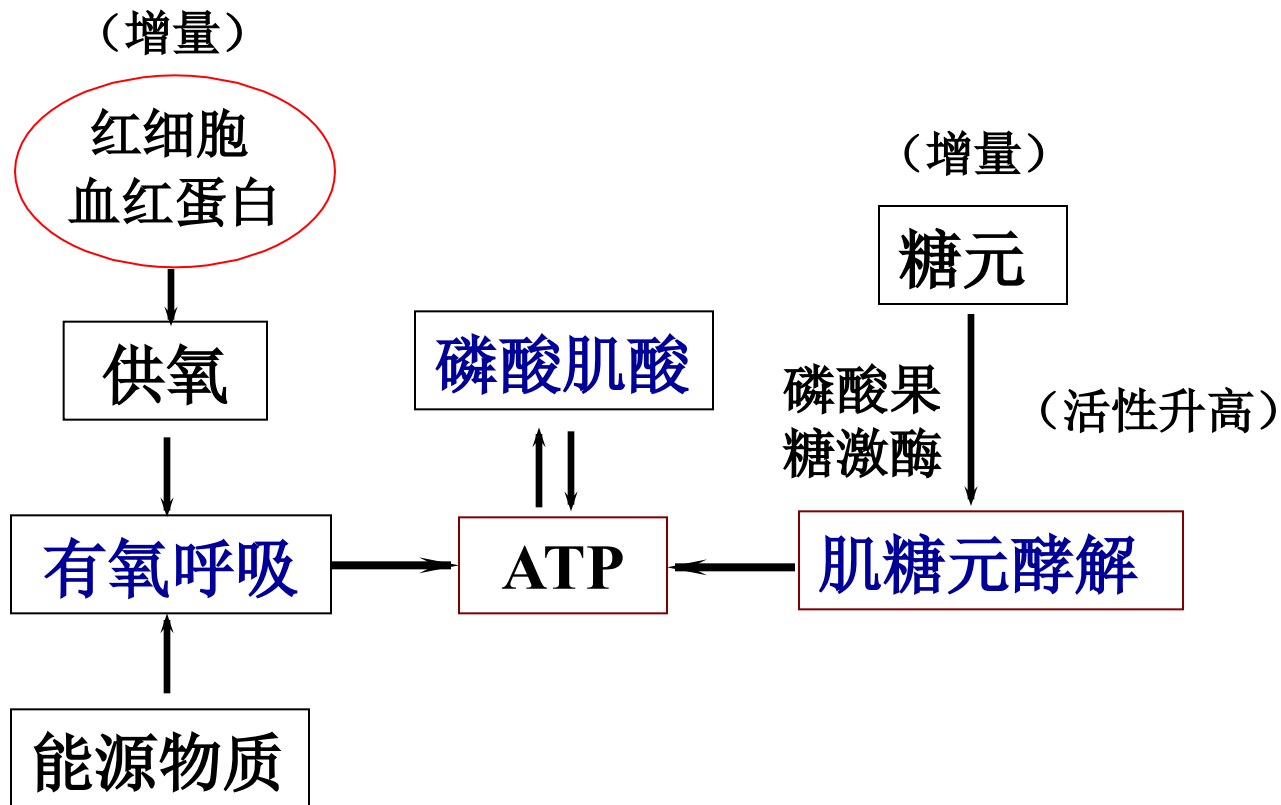 （增量）
红细胞
血红蛋白
（增量）
糖元
供氧
磷酸肌酸
磷酸果
糖激酶
（活性升高）
有氧呼吸
ATP
肌糖元酵解
能源物质